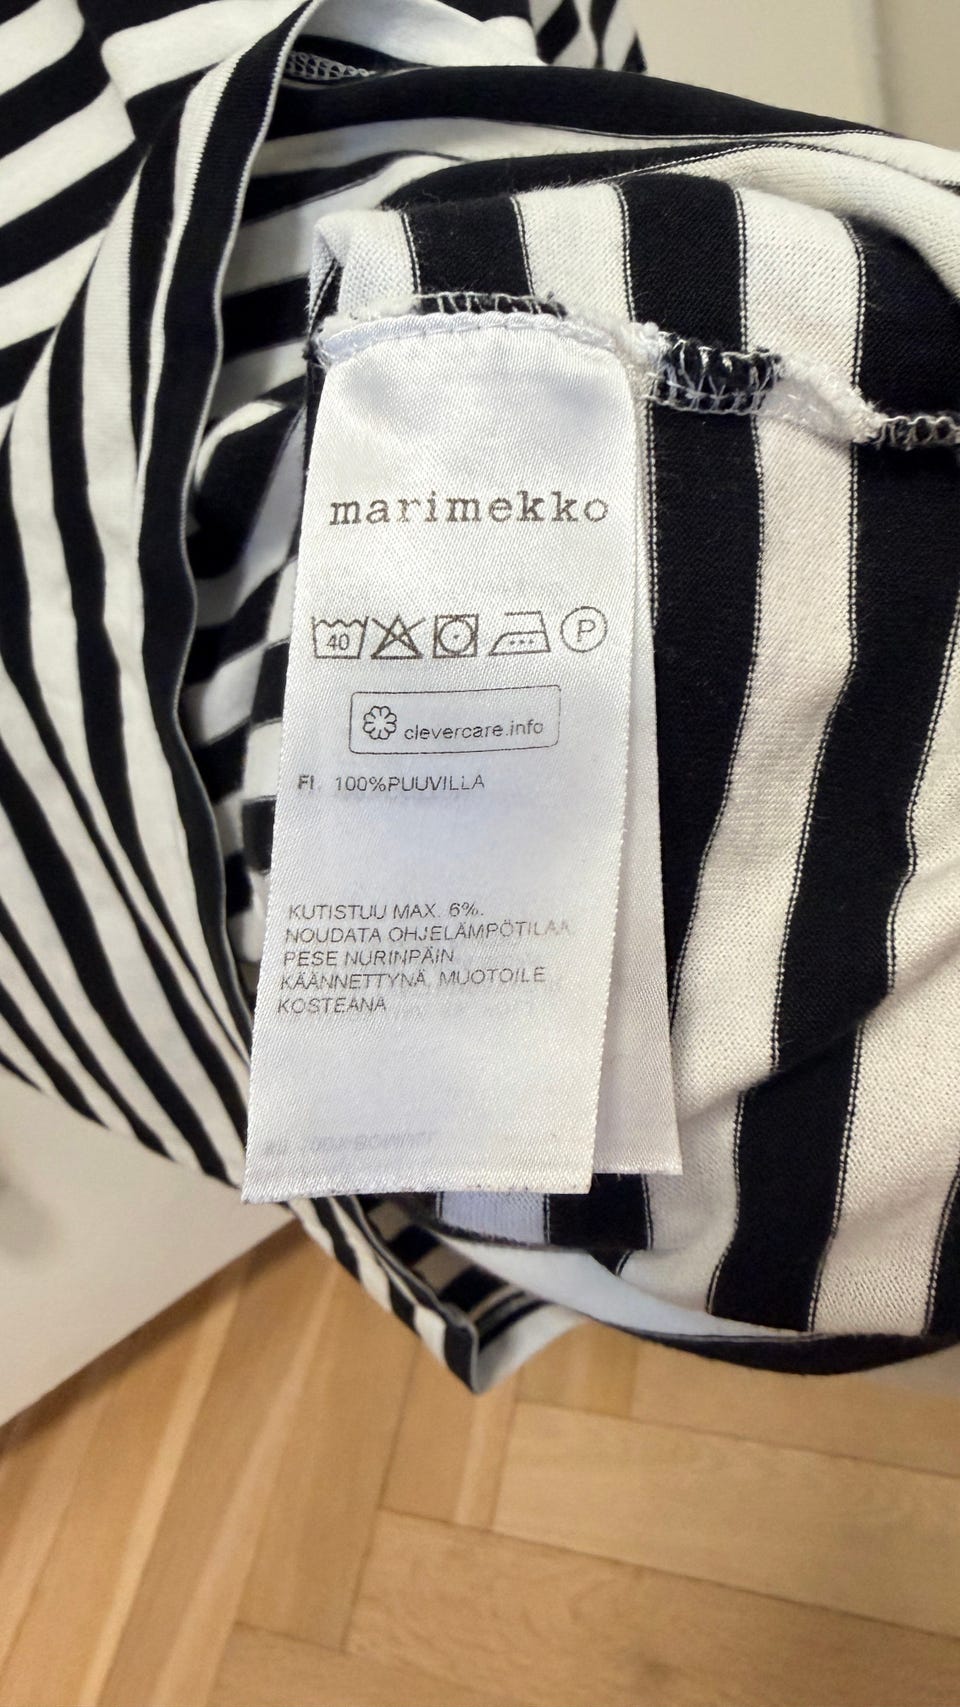 marimekko
40 P
clevercare.info
FI 100%PUUVILLA
KUTISTUU MAX. 6%.
NOUDATA OHJELÄMPÖTILAA
PESE NURINPÄIN
KÄÄNNETTYNÄ, MUOTOILE
KOSTEANA